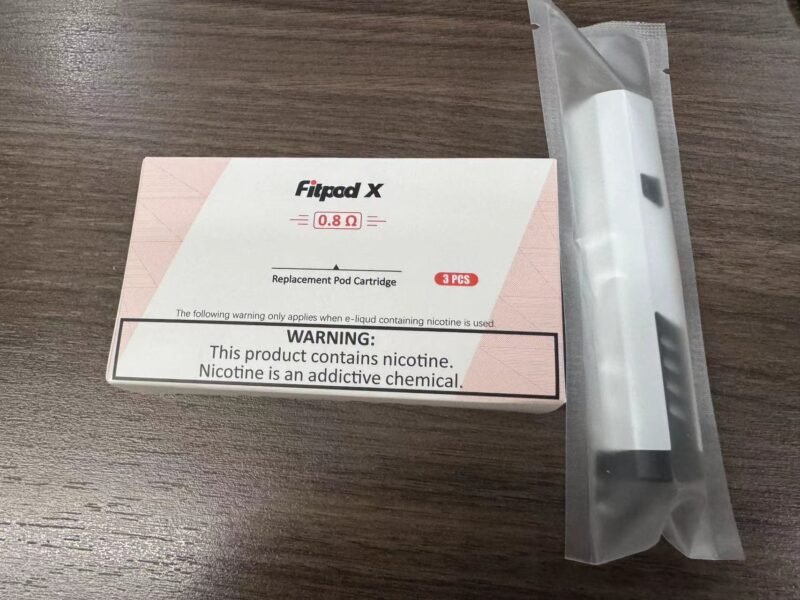 Fitpod X
0.8 Ω
Replacement Pod Cartridge
3 PCS
The following warning only applies when e-liqud containing nicotine is used.
WARNING:
This product contains nicotine.
Nicotine is an addictive chemical.